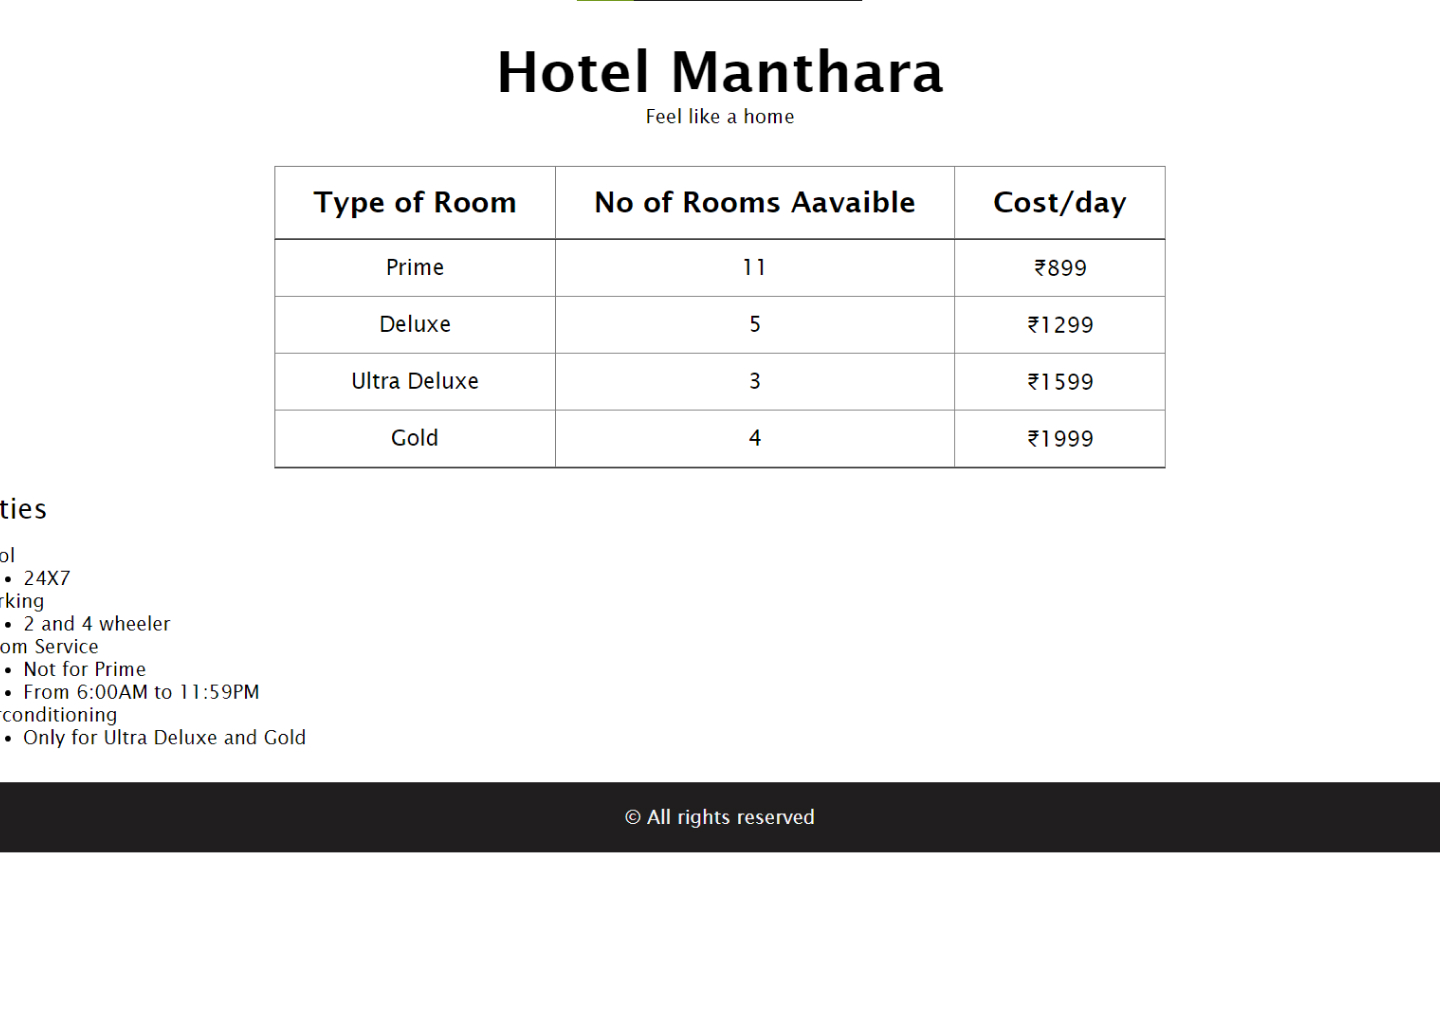 Hotel Manthara
Feel like a home
Type of Room No of Rooms Aavaible Cost/day
Prime 11 ₹899
Deluxe 5 ₹1299
Ultra Deluxe 3 ₹1599
Gold 4 ₹1999
ties
ol
• 24X7
rking
• 2 and 4 wheeler
om Service
• Not for Prime
• From 6:00AM to 11:59PM
rconditioning
• Only for Ultra Deluxe and Gold
© All rights reserved